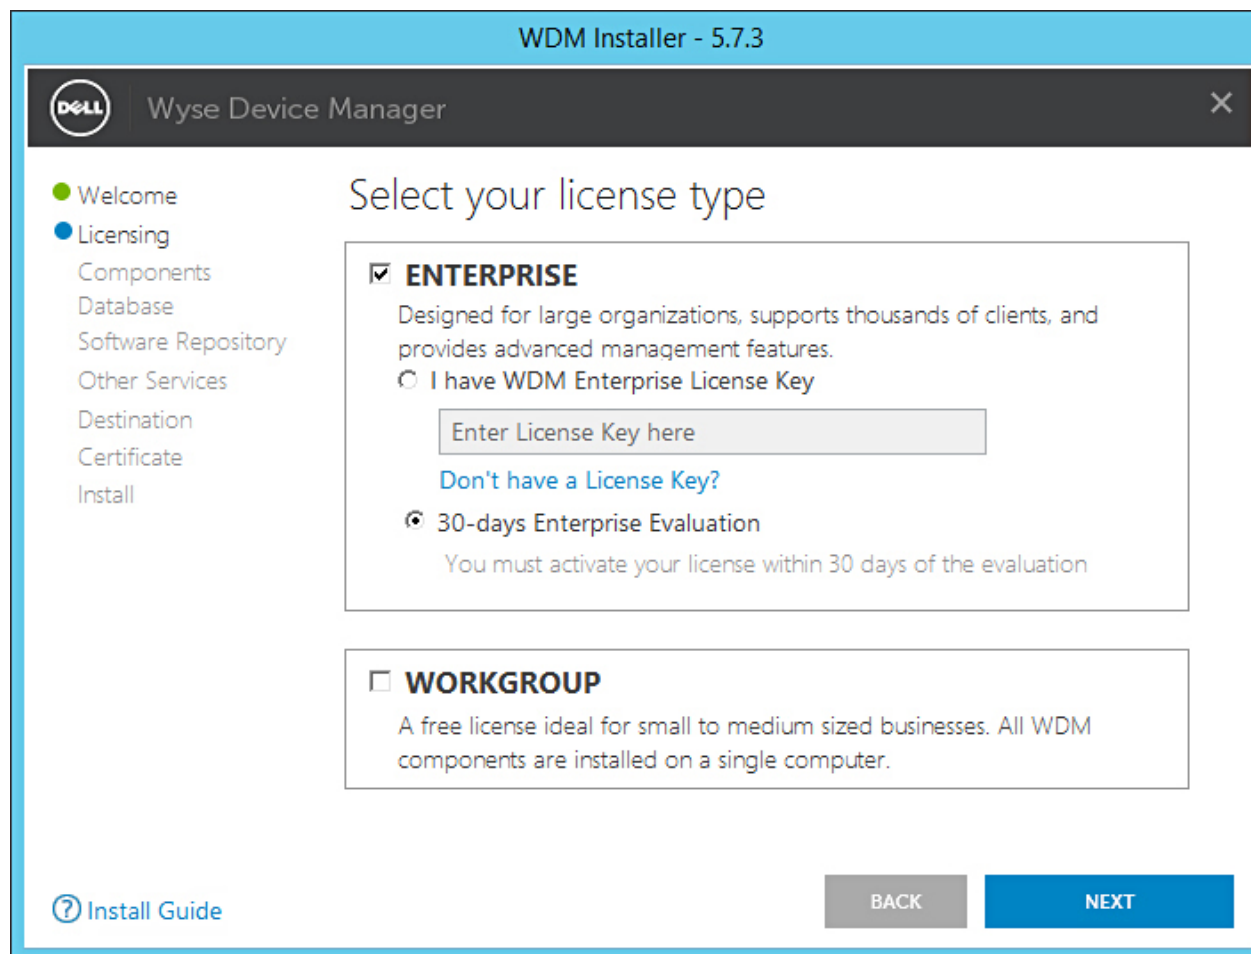 WDM Installer - 5.7.3
DELL
Wyse Device Manager
Welcome
Licensing
Components
Database
Software Repository
Other Services
Destination
Certificate
Install
Select your license type
ENTERPRISE
Designed for large organizations, supports thousands of clients, and
provides advanced management features.
I have WDM Enterprise License Key
Enter License Key here
Don't have a License Key?
30-days Enterprise Evaluation
You must activate your license within 30 days of the evaluation
WORKGROUP
A free license ideal for small to medium sized businesses. All WDM
components are installed on a single computer.
? Install Guide
BACK
NEXT